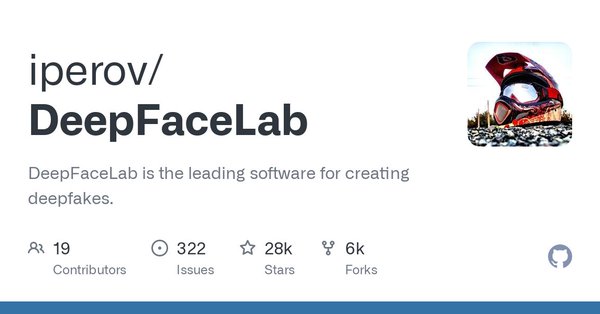 iperov/
DeepFaceLab
DeepFaceLab is the leading software for creating
deepfakes.
19 322 28k 6k
Contributors Issues Stars Forks